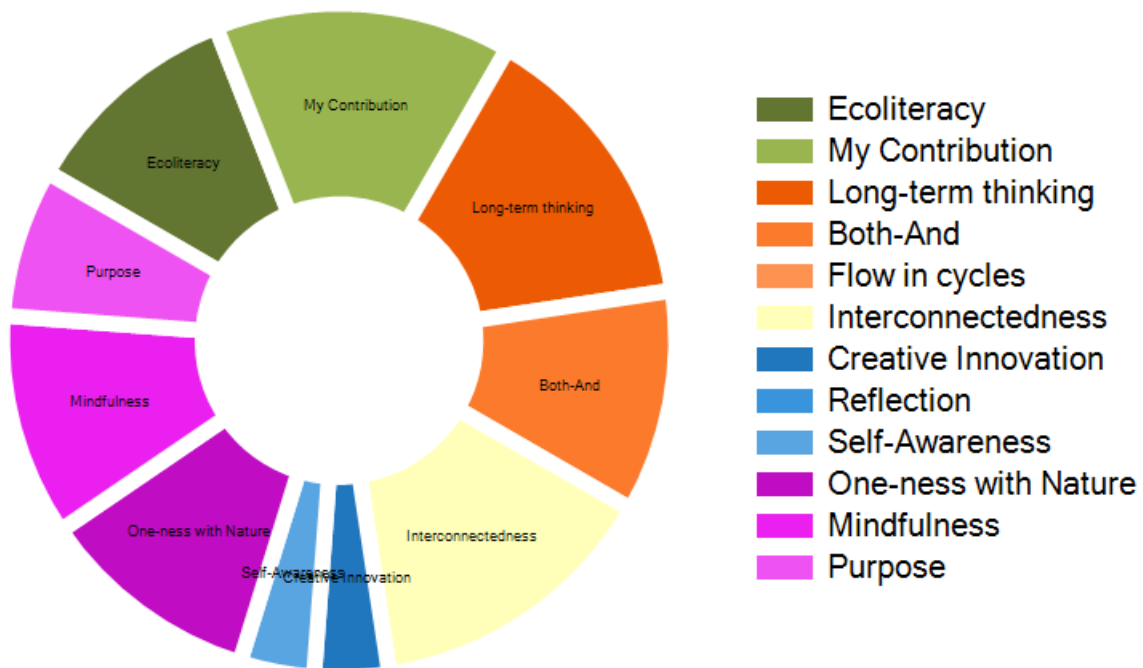 My Contribution
Ecoliteracy
Long-term thinking
Purpose
Both-And
Mindfulness
One-ness with Nature
Interconnectedness
Self-Awareness
Creative Innovation
Ecoliteracy
My Contribution
Long-term thinking
Both-And
Flow in cycles
Interconnectedness
Creative Innovation
Reflection
Self-Awareness
One-ness with Nature
Mindfulness
Purpose